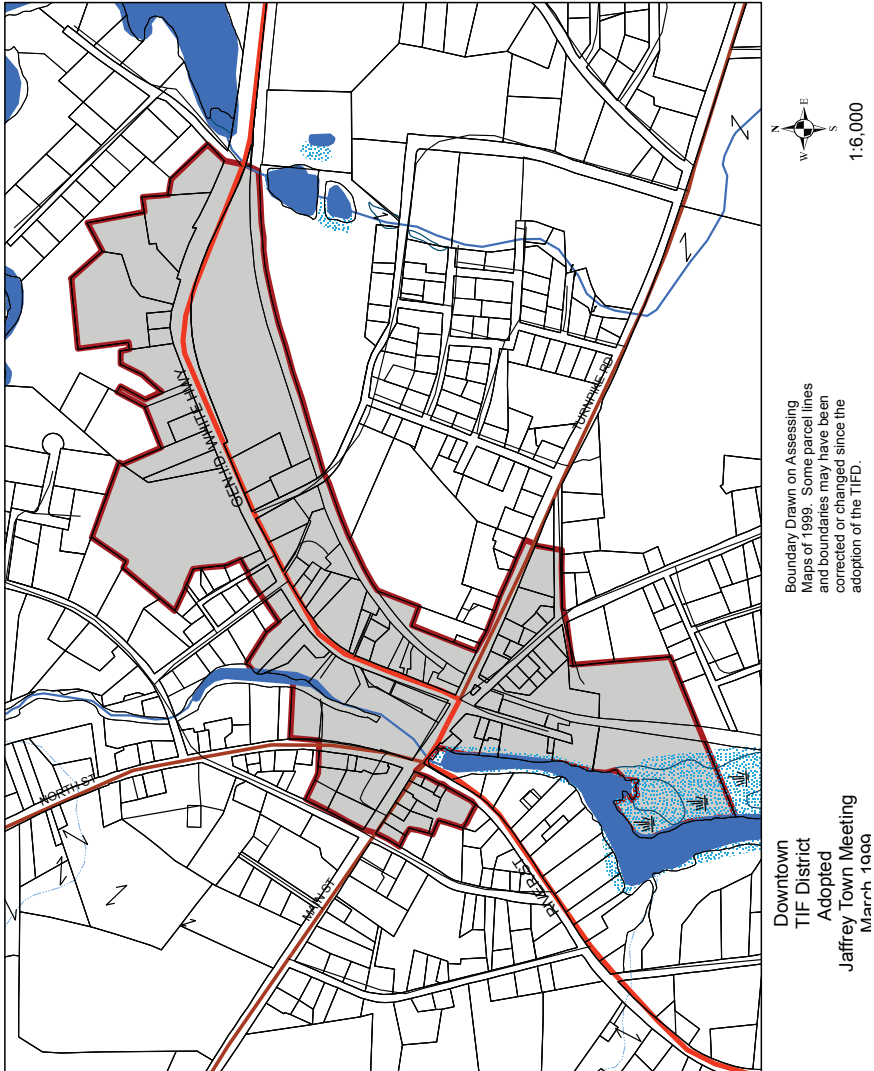 GEN. J.D. WHITE HWY
NORTH ST
MAIN ST
RIVER ST
TURNPIKE RD
Downtown
TIF District
Adopted
Jaffrey Town Meeting
March 1999
Boundary Drawn on Assessing
Maps of 1999.  Some parcel lines
and boundaries may have been
corrected or changed since the
adoption of the TIFD.
N
W
E
S
1:6,000